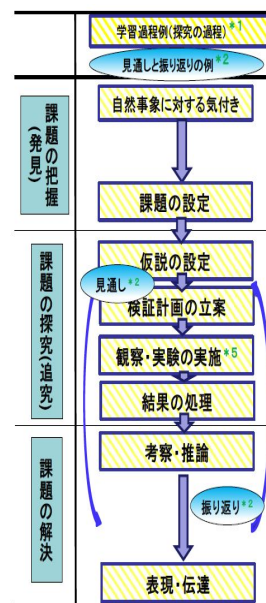 学習過程例(探究の過程)*1
見通しと振り返りの例*2
課題の把握
(発見)
自然事象に対する気付き
課題の設定
課題の探究(追究)
仮説の設定
見通し*2
検証計画の立案
観察・実験の実施*5
結果の処理
課題の解決
考察・推論
振り返り*2
表現・伝達